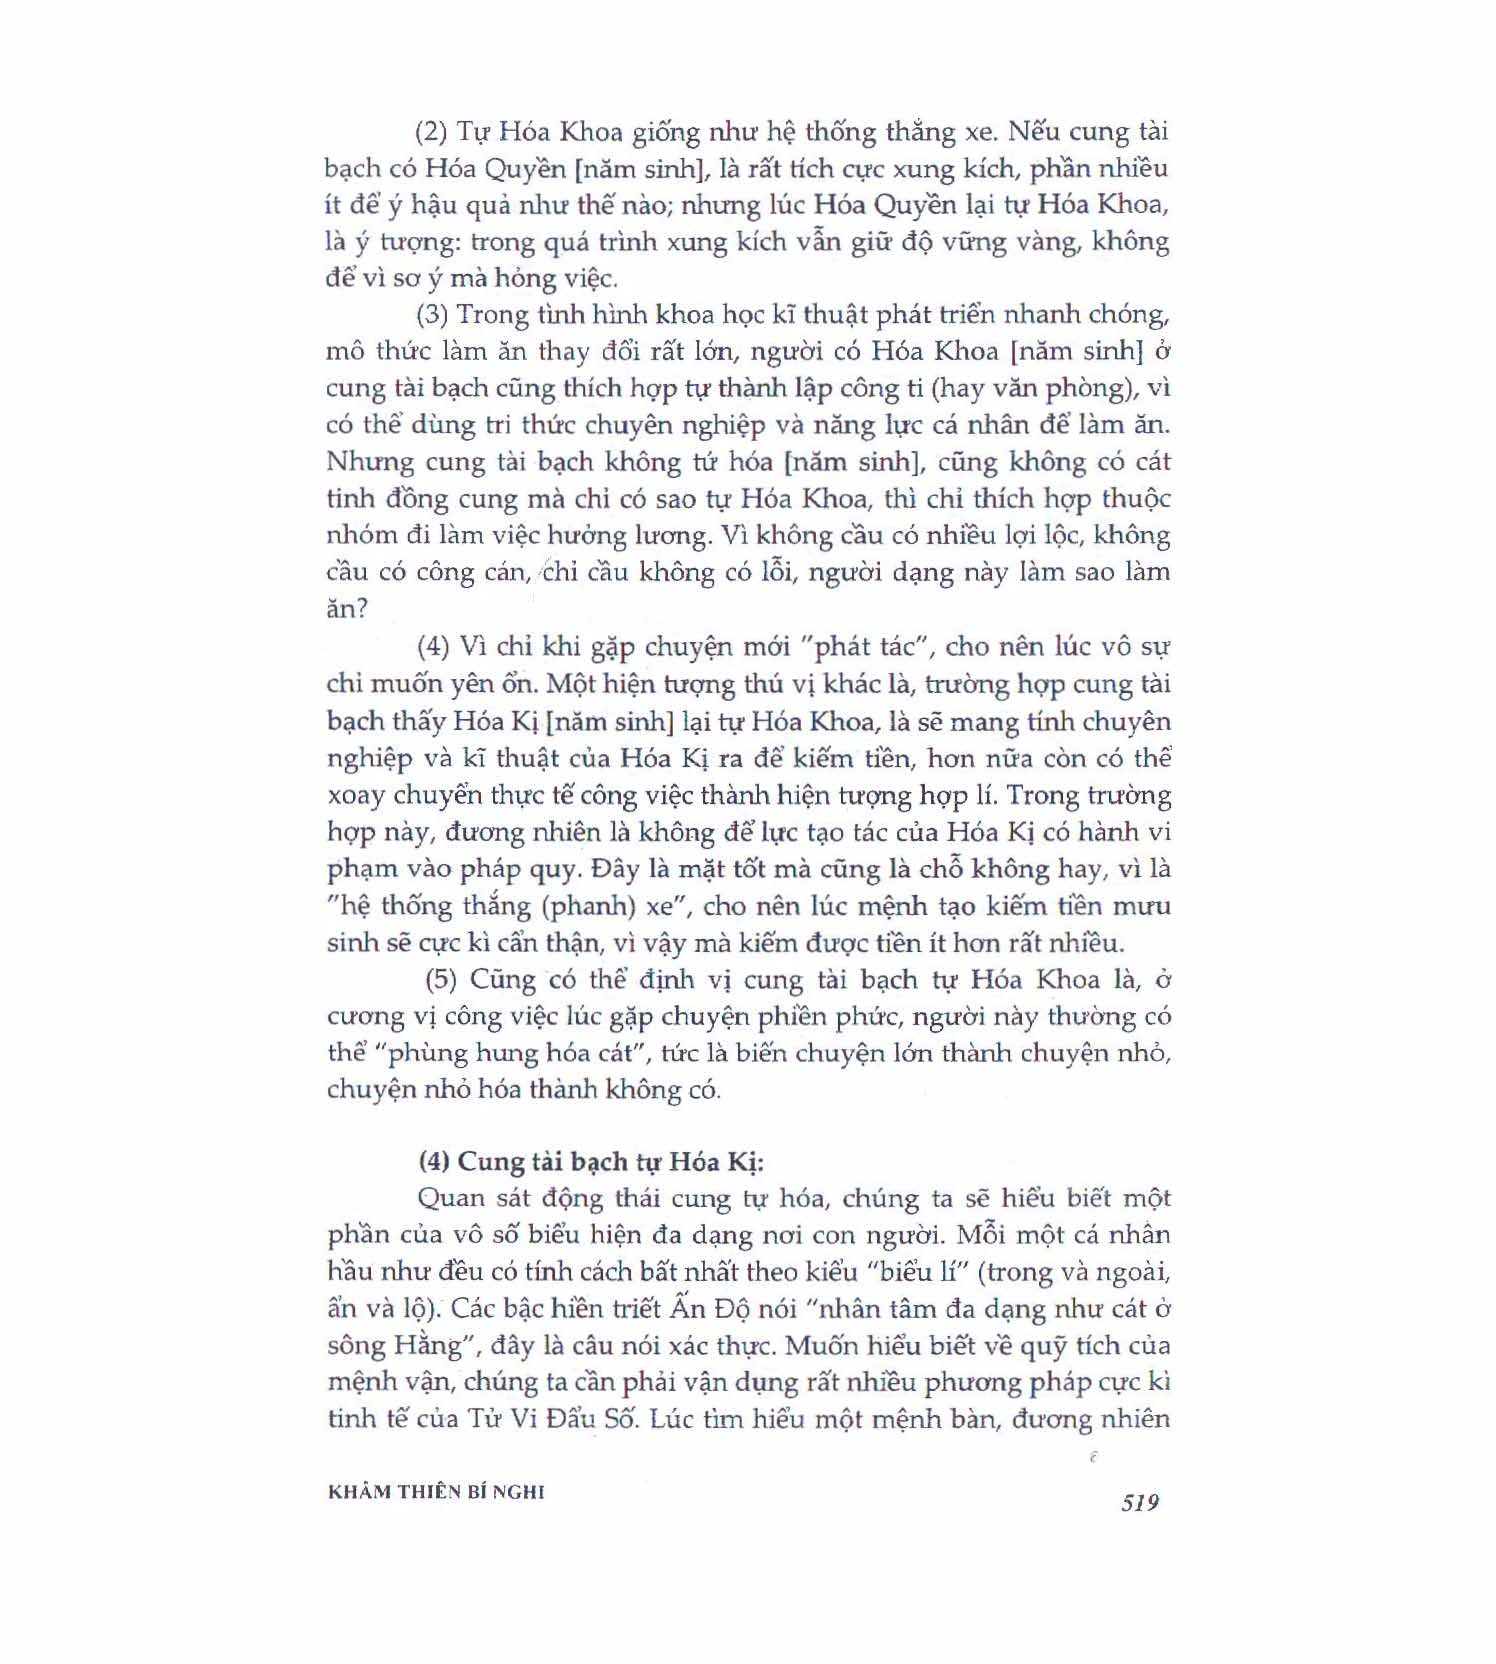 (2) Tự Hóa Khoa giống như hệ thống thắng xe. Nếu cung tài
bạch có Hóa Quyền [năm sinh], là rất tích cực xung kích, phần nhiều
ít để ý hậu quả như thế nào; nhưng lúc Hóa Quyền lại tự Hóa Khoa,
là ý tượng: trong quá trình xung kích vẫn giữ độ vững vàng, không
để vì sơ ý mà hỏng việc.
(3) Trong tình hình khoa học kĩ thuật phát triển nhanh chóng,
mô thức làm ăn thay đổi rất lớn, người có Hóa Khoa [năm sinh] ở
cung tài bạch cũng thích hợp tự thành lập công ti (hay văn phòng), vì
có thể dùng tri thức chuyên nghiệp và năng lực cá nhân để làm ăn.
Nhưng cung tài bạch không tứ hóa [năm sinh], cũng không có cát
tinh đồng cung mà chỉ có sao tự Hóa Khoa, thì chỉ thích hợp thuộc
nhóm đi làm việc hưởng lương. Vì không cầu có nhiều lợi lộc, không
cầu có công cán, chỉ cầu không có lỗi, người dạng này làm sao làm
ăn?
(4) Vì chỉ khi gặp chuyện mới "phát tác", cho nên lúc vô sự
chỉ muốn yên ổn. Một hiện tượng thú vị khác là, trường hợp cung tài
bạch thấy Hóa Kị [năm sinh] lại tự Hóa Khoa, là sẽ mang tính chuyên
nghiệp và kĩ thuật của Hóa Kị ra để kiếm tiền, hơn nữa còn có thể
xoay chuyển thực tế công việc thành hiện tượng hợp lí. Trong trường
hợp này, đương nhiên là không để lực tạo tác của Hóa Kị có hành vi
phạm vào pháp quy. Đây là mặt tốt mà cũng là chỗ không hay, vì là
"hệ thống thắng (phanh) xe", cho nên lúc mệnh tạo kiếm tiền mưu
sinh sẽ cực kì cẩn thận, vì vậy mà kiếm được tiền ít hơn rất nhiều.
(5) Cũng có thể định vị cung tài bạch tự Hóa Khoa là, ở
cương vị công việc lúc gặp chuyện phiền phức, người này thường có
thể "phùng hung hóa cát", tức là biến chuyện lớn thành chuyện nhỏ,
chuyện nhỏ hóa thành không có.
(4) Cung tài bạch tự Hóa Kị:
Quan sát động thái cung tự hóa, chúng ta sẽ hiểu biết một
phần của vô số biểu hiện đa dạng nơi con người. Mỗi một cá nhân
hầu như đều có tính cách bất nhất theo kiểu "biểu lí" (trong và ngoài,
ẩn và lộ). Các bậc hiền triết Ấn Độ nói "nhân tâm đa dạng như cát ở
sông Hằng", đây là câu nói xác thực. Muốn hiểu biết về quỹ tích của
mệnh vận, chúng ta cần phải vận dụng rất nhiều phương pháp cực kì
tinh tế của Tử Vi Đẩu Số. Lúc tìm hiểu một mệnh bàn, đương nhiên
KHÂM THIÊN BÍ NGHI
519